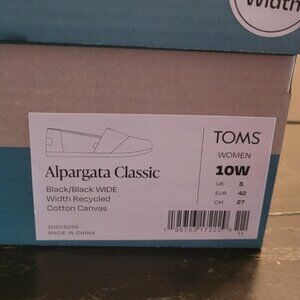 Width
TOMS®
WOMEN
10W
UK 8
EUR 42
CM 27
Alpargata Classic
Black/Black WIDE
Width Recycled
Cotton Canvas
10018286
MADE IN CHINA
11